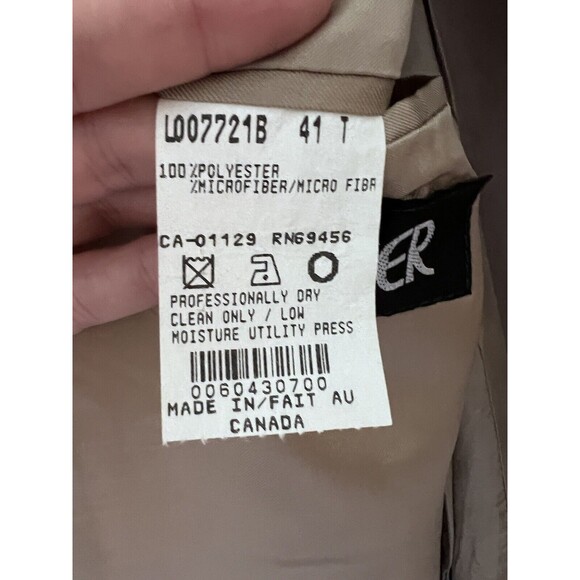 L007721B 41 T
100%POLYESTER
%MICROFIBER/MICRO FIBR
CA-01129 RN69456
ER
PROFESSIONALLY DRY
CLEAN ONLY / LOW
MOISTURE UTILITY PRESS
0060430700
MADE IN/FAIT AU
CANADA